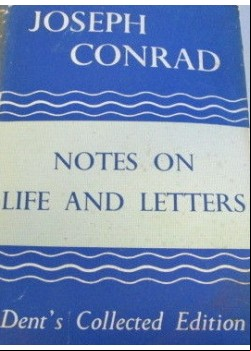 JOSEPH
CONRAD
NOTES ON
LIFE AND LETTERS
Dent's Collected Edition